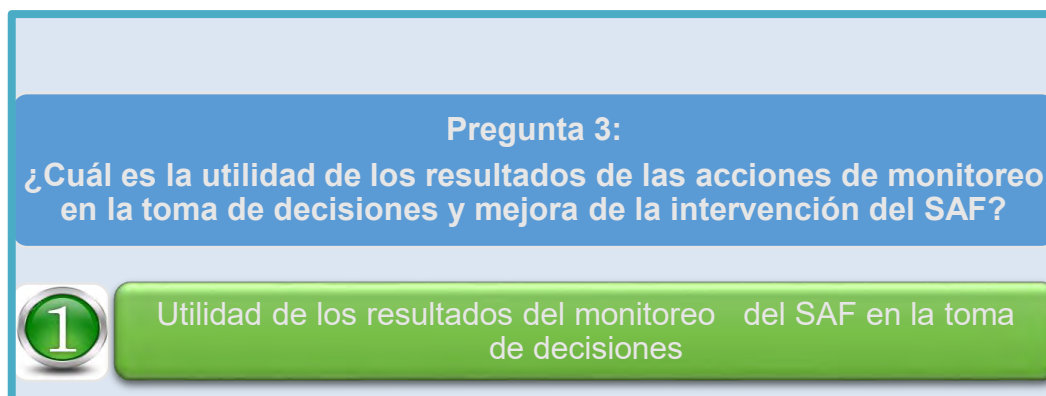 Pregunta 3:
¿Cuál es la utilidad de los resultados de las acciones de monitoreo
en la toma de decisiones y mejora de la intervención del SAF?
1
Utilidad de los resultados del monitoreo   del SAF en la toma
de decisiones